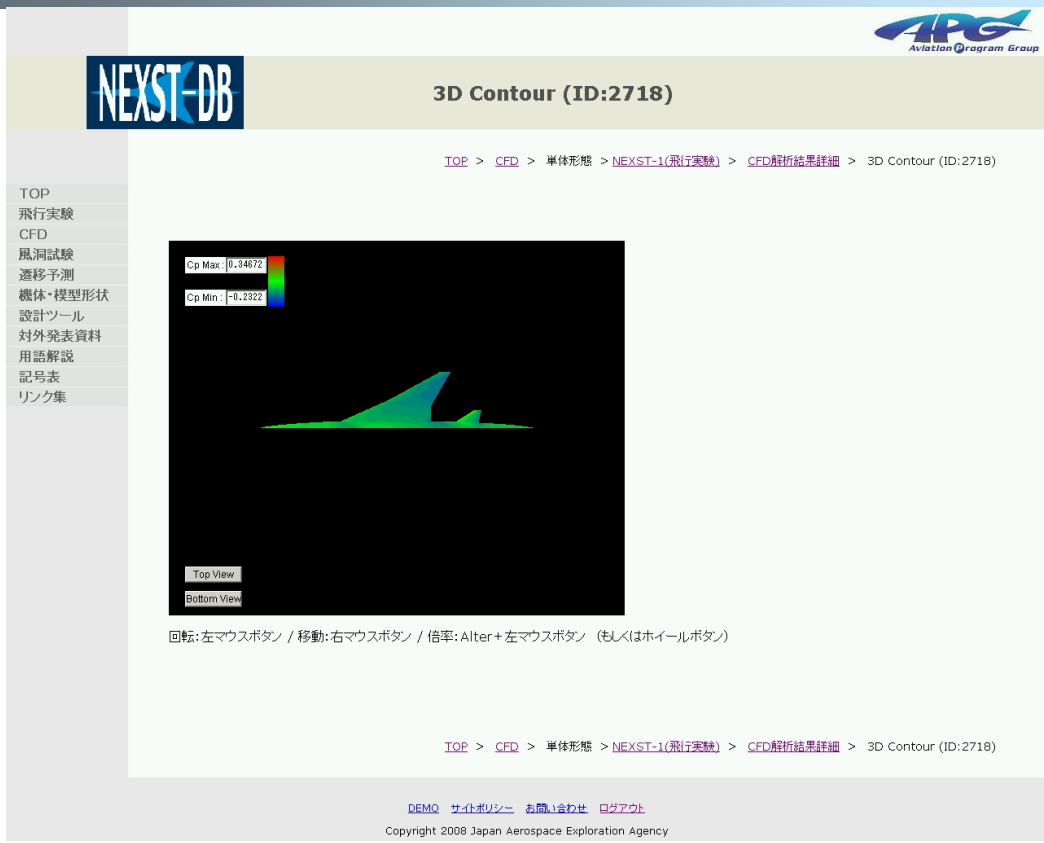 APG
Aviation Program Group
NEXST-DB
3D Contour (ID:2718)
TOP > CFD > 単体形態 > NEXST-1(飛行実験) > CFD解析結果詳細 > 3D Contour (ID:2718)
TOP
飛行実験
CFD
風洞試験
遷移予測
機体・模型形状
設計ツール
対外発表資料
用語解説
記号表
リンク集
Cp Max : 0.34672
Cp Min : -0.2322
Top View
Bottom View
回転:左マウスボタン / 移動:右マウスボタン / 倍率:Alter+左マウスボタン （もしくはホイールボタン）
TOP > CFD > 単体形態 > NEXST-1(飛行実験) > CFD解析結果詳細 > 3D Contour (ID:2718)
DEMO サイトポリシー お問い合わせ ログアウト
Copyright 2008 Japan Aerospace Exploration Agency